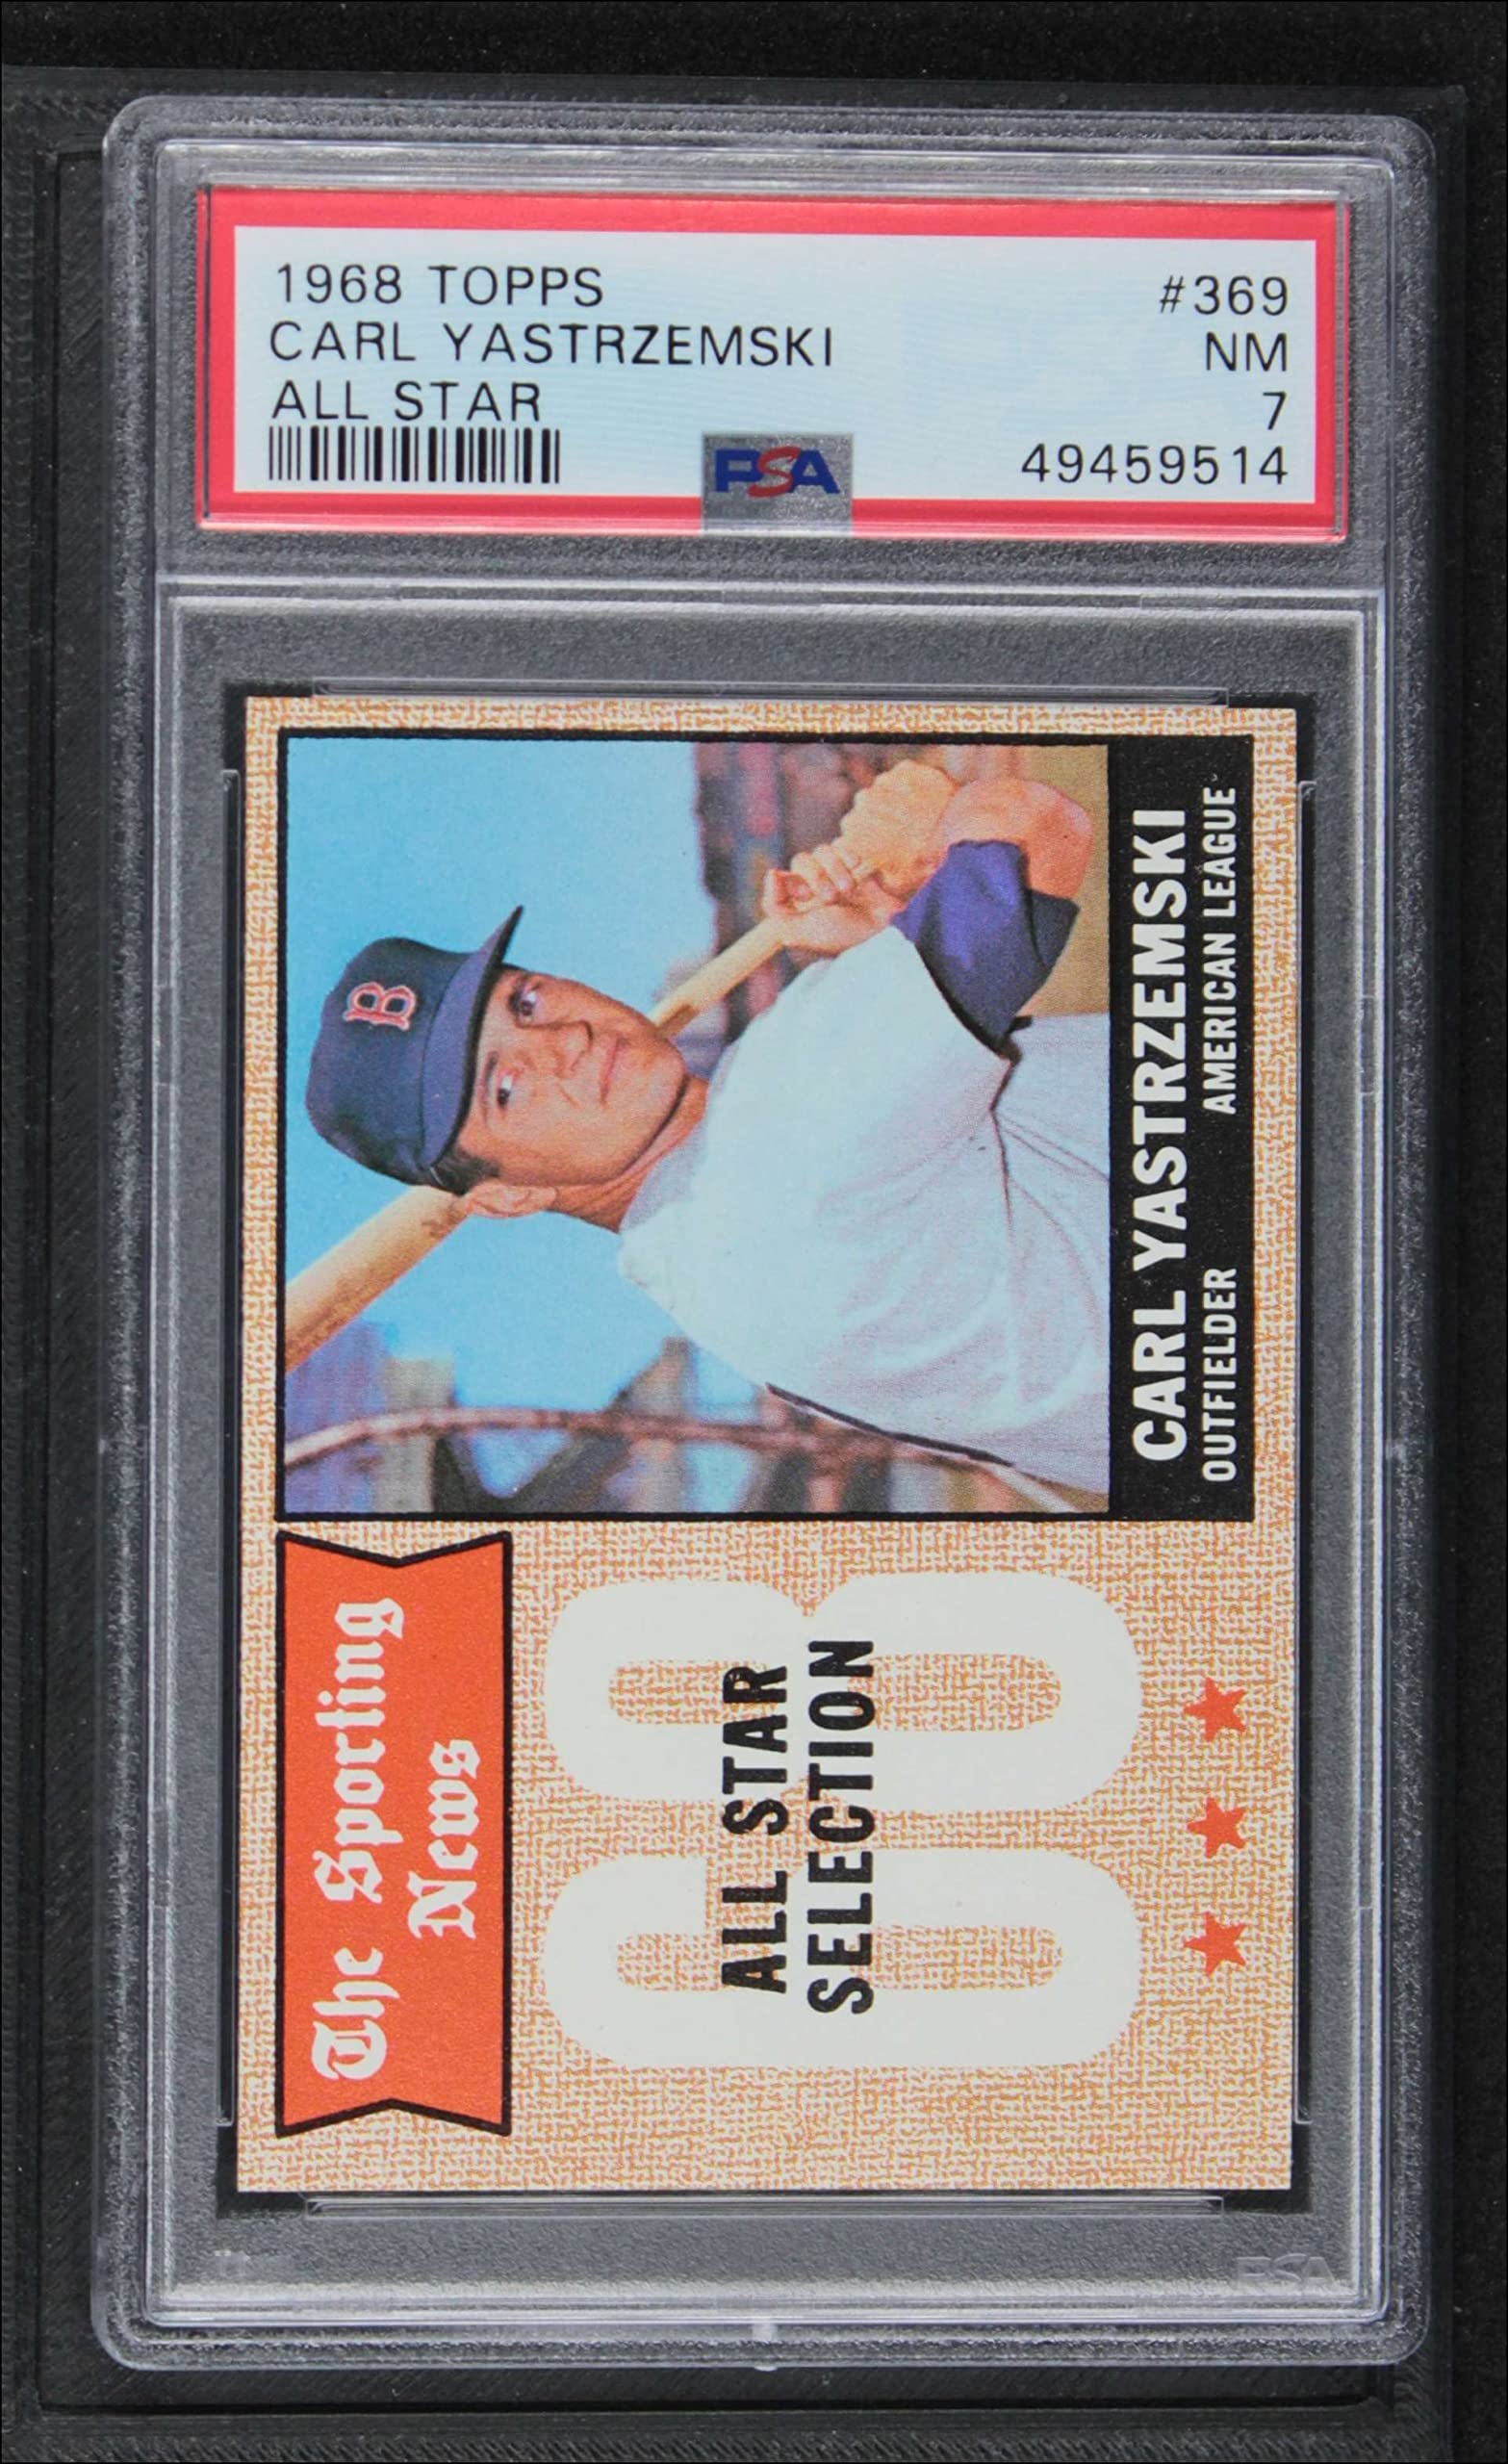 1968 TOPPS
#369
CARL YASTRZEMSKI
NM
ALL STAR
7
PSA
49459514
B
CARL YASTRZEMSKI
OUTFIELDER
AMERICAN LEAGUE
The Sporting
News
68
ALL STAR
SELECTION
PSA